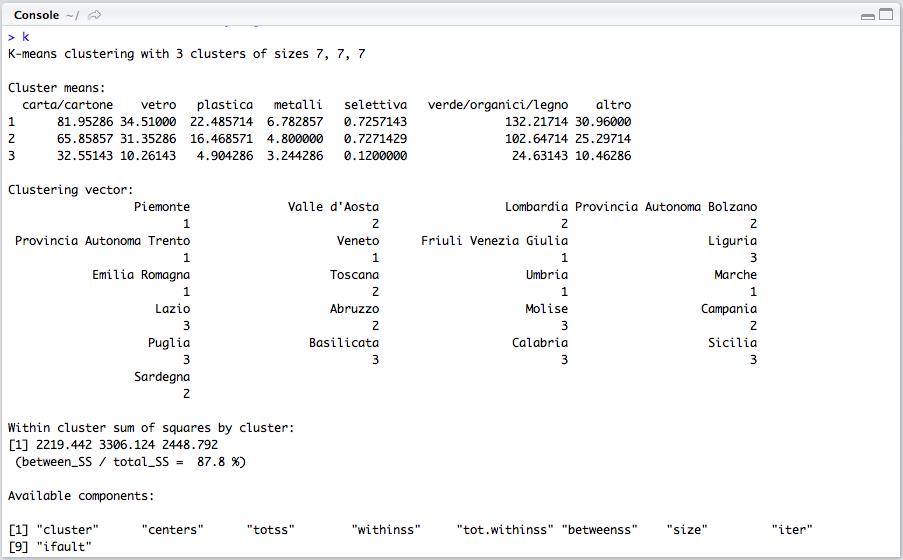 Console ~/
> k
K-means clustering with 3 clusters of sizes 7, 7, 7
Cluster means:
  carta/cartone    vetro  plastica  metalli  selettiva  verde/organici/legno    altro
1      81.95286 34.51000 22.485714 6.782857  0.7257143             132.21714 30.96000
2      65.85857 31.35286 16.468571 4.800000  0.7271429             102.64714 25.29714
3      32.55143 10.26143  4.904286 3.244286  0.1200000              24.63143 10.46286
Clustering vector:
                 Piemonte             Valle d'Aosta                 Lombardia Provincia Autonoma Bolzano
                        1                         2                         2                          2
 Provincia Autonoma Trento                    Veneto     Friuli Venezia Giulia                    Liguria
                        1                         1                         1                          3
           Emilia Romagna                   Toscana                    Umbria                     Marche
                        1                         2                         1                          1
                    Lazio                   Abruzzo                    Molise                   Campania
                        3                         2                         3                          2
                   Puglia                Basilicata                  Calabria                    Sicilia
                        3                         3                         3                          3
                 Sardegna
                        2
Within cluster sum of squares by cluster:
[1] 2219.442 3306.124 2448.792
 (between_SS / total_SS =  87.8 %)
Available components:
[1] "cluster"      "centers"      "totss"        "withinss"     "tot.withinss" "betweenss"    "size"         "iter"
[9] "ifault"